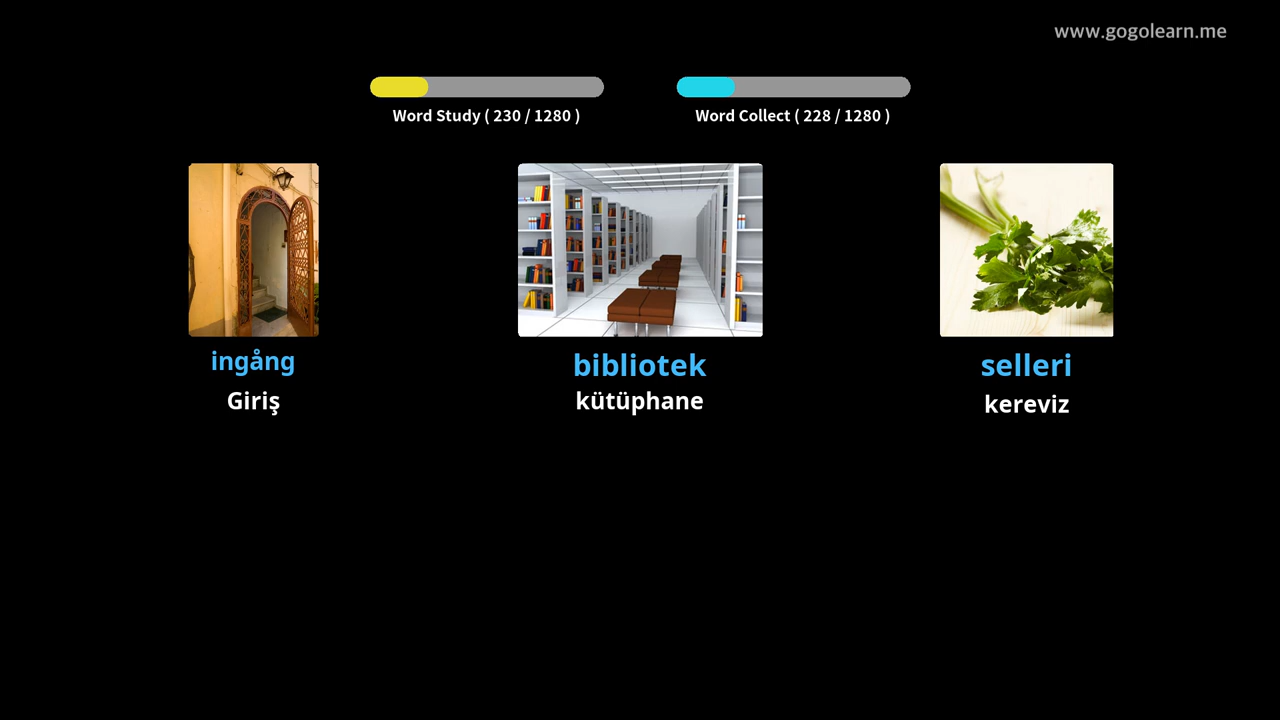 www.gogolearn.me
Word Study ( 230 / 1280 )
Word Collect ( 228 / 1280 )
ingång
bibliotek
selleri
Giriş
kütüphane
kereviz